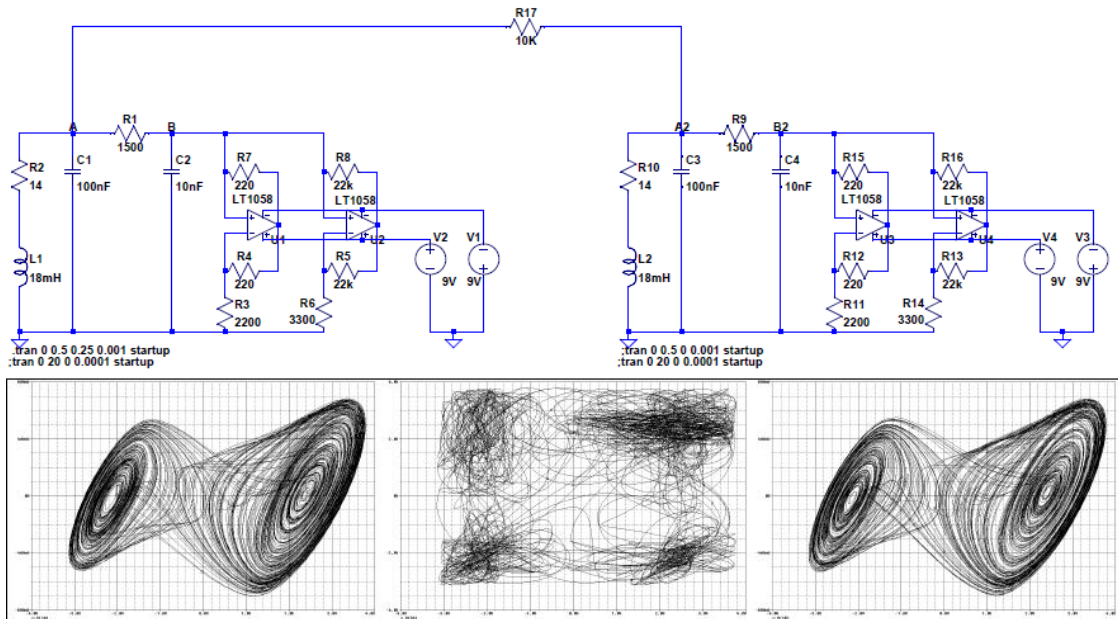 R17
10K
A
R1
B
1500
R2
14
C1
100nF
C2
10nF
R7
220
R8
22k
LT1058
LT1058
U1
U2
V2
V1
9V
9V
L1
18mH
R4
220
R5
22k
R3
2200
R6
3300
.tran 0 0.5 0.25 0.001 startup
;tran 0 20 0 0.0001 startup
A2
R9
B2
1500
R10
14
C3
100nF
C4
10nF
R15
220
R16
22k
LT1058
LT1058
U3
U4
V4
V3
9V
9V
L2
18mH
R12
220
R13
22k
R11
2200
R14
3300
;tran 0 0.5 0 0.001 startup
;tran 0 20 0 0.0001 startup